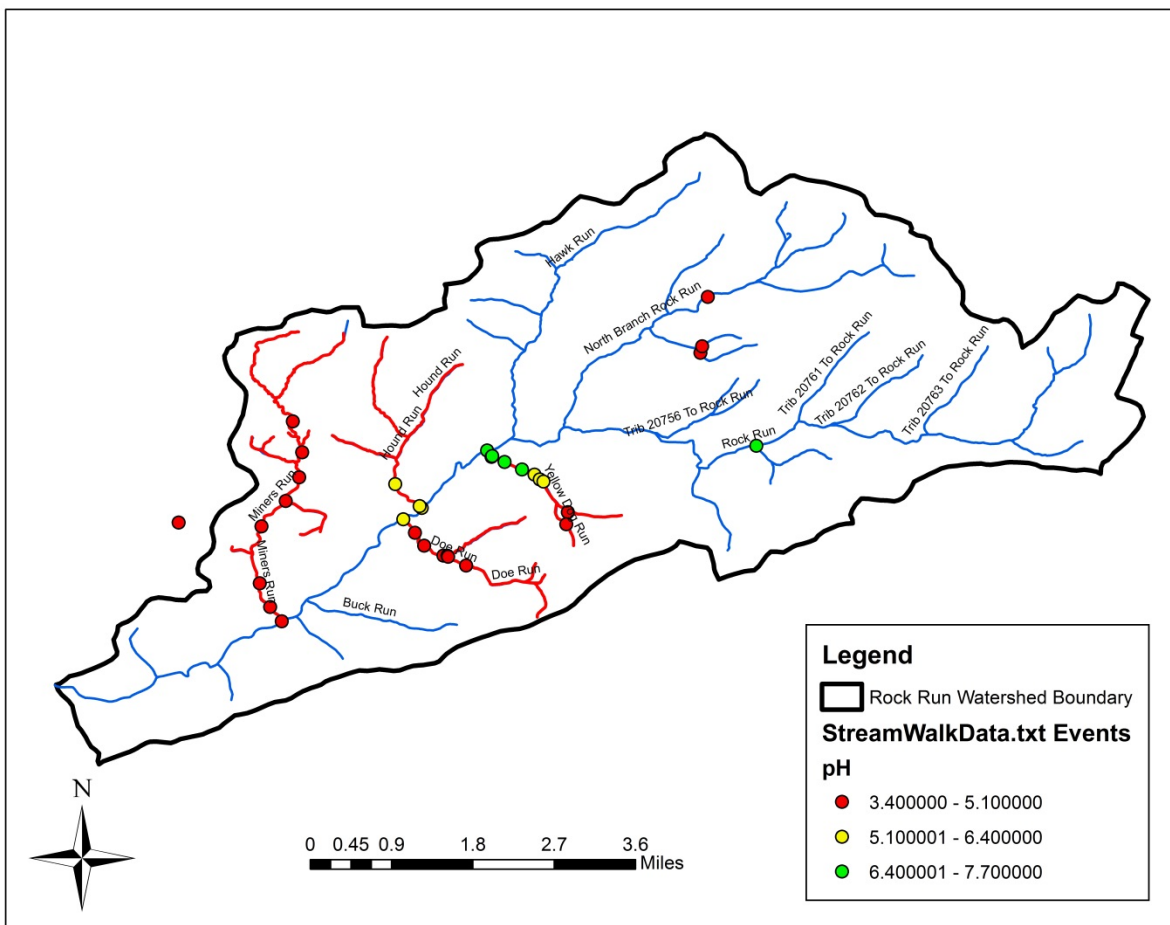 Hawk Run
North Branch Rock Run
Hound Run
Hound Run
Trib 20761 To Rock Run
Trib 20762 To Rock Run
Trib 20763 To Rock Run
Trib 20756 To Rock Run
Rock Run
Miners Run
Miners Run
Yellow Dog Run
Doe Run
Doe Run
Buck Run
N
0 0.45 0.9 1.8 2.7 3.6
Miles
Legend
Rock Run Watershed Boundary
StreamWalkData.txt Events
pH
3.400000 - 5.100000
5.100001 - 6.400000
6.400001 - 7.700000